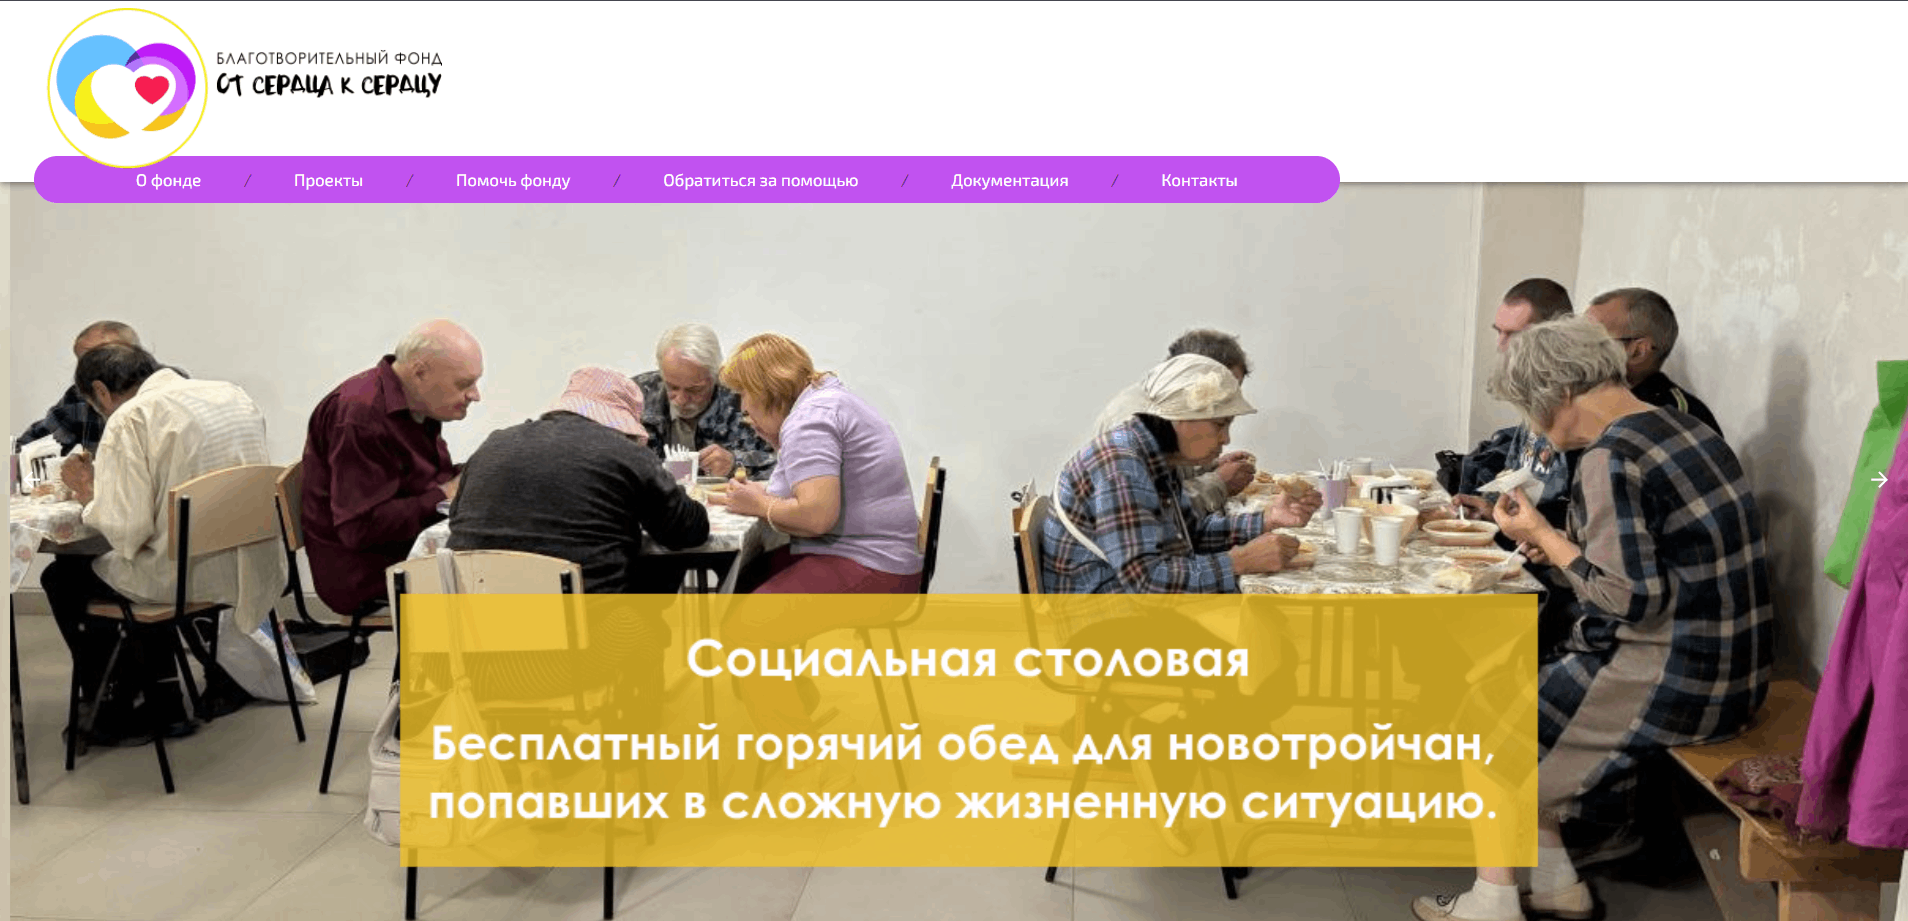 БЛАГОТВОРИТЕЛЬНЫЙ ФОНД
ОТ СЕРДЦА К СЕРДЦУ
О фонде / Проекты / Помочь фонду / Обратиться за помощью / Документация / Контакты
Социальная столовая
Бесплатный горячий обед для новотройчан,
попавших в сложную жизненную ситуацию.